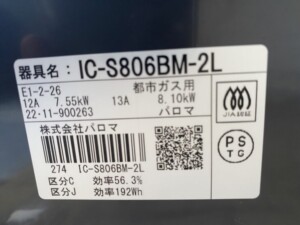 器具名: IC-S806BM-2L
E1-2-26 都市ガス用
12A 7.55kW 13A 8.10kW
22·11-900263 パロマ
JIA認証
株式会社パロマ
PS
TG
274 IC-S806BM-2L
区分C 効率56.3%
区分J 効率192Wh